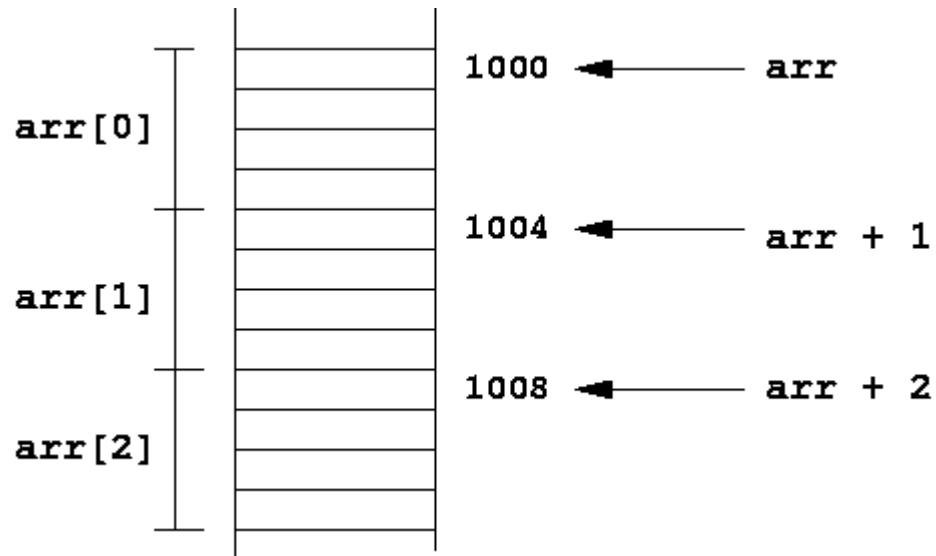 1000 arr
arr[0]
1004 arr + 1
arr[1]
1008 arr + 2
arr[2]